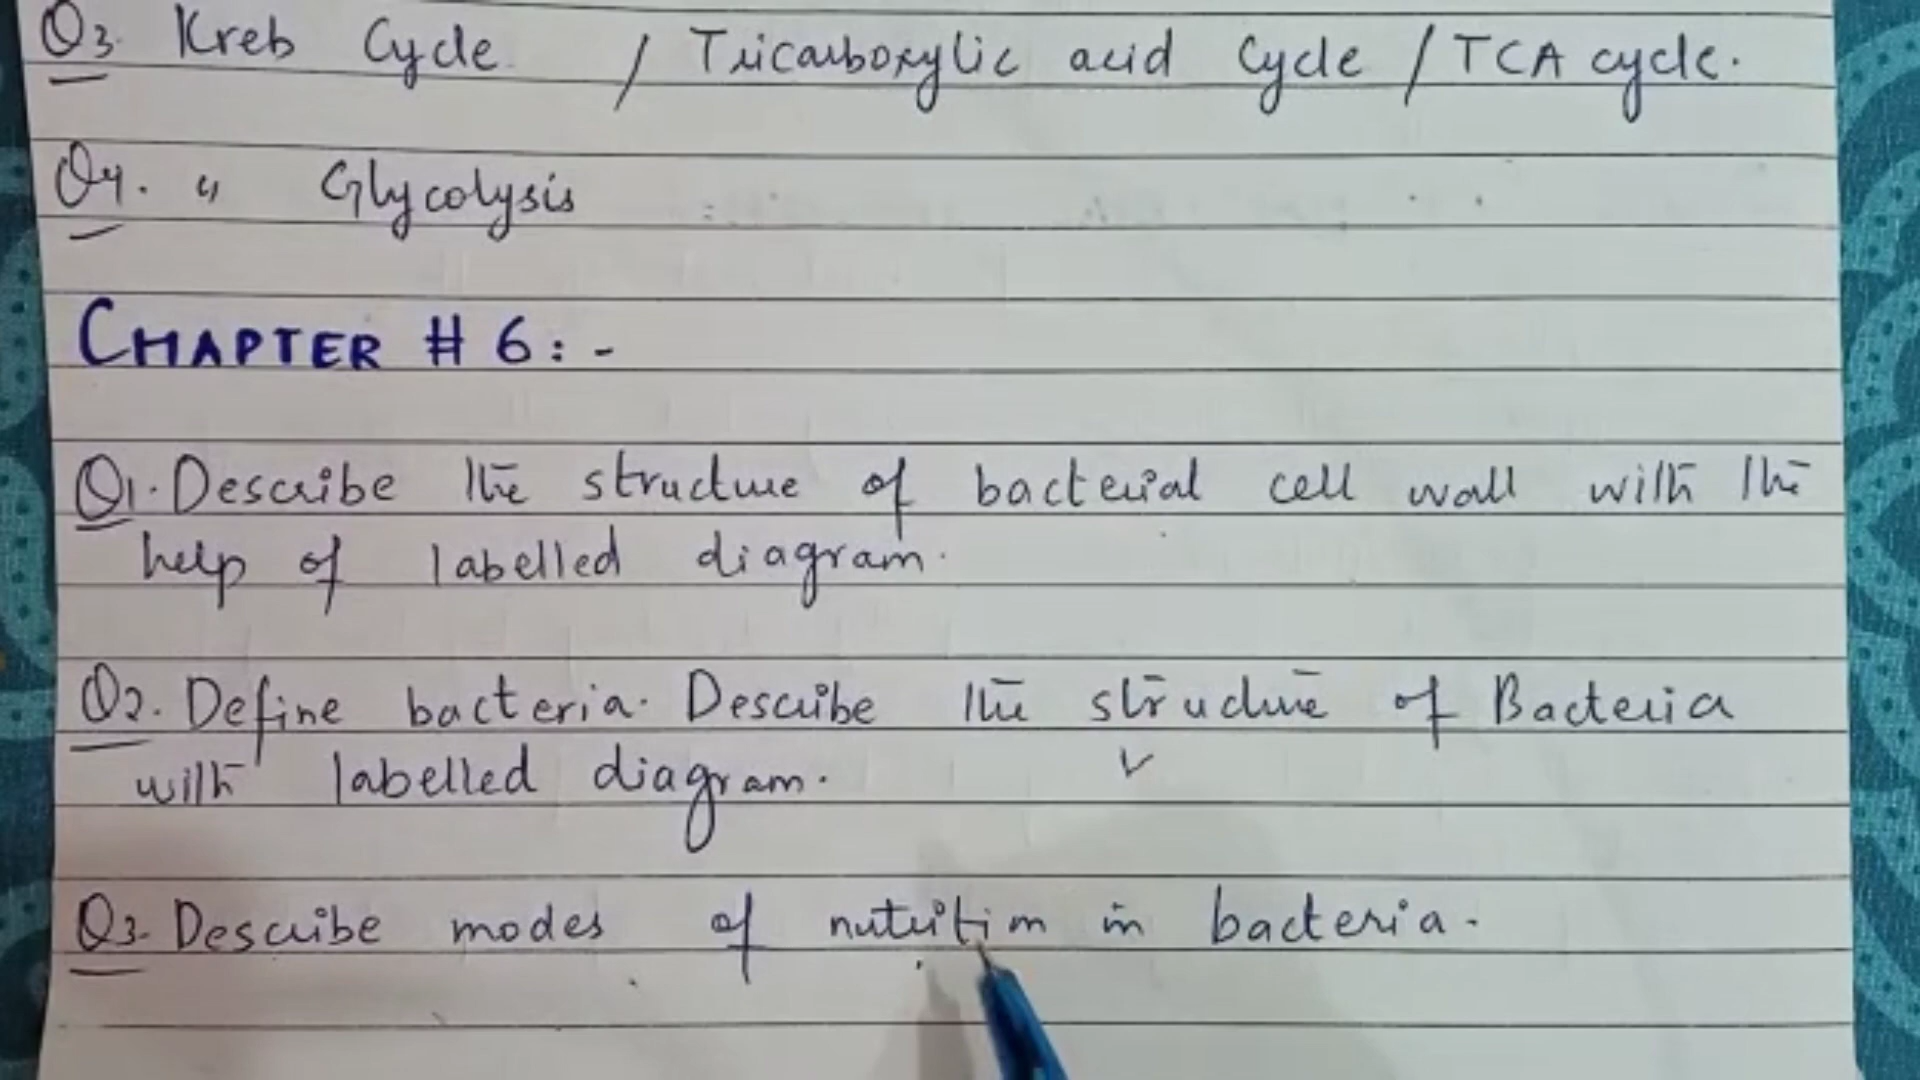 Q3. Kreb Cycle / Tricarboxylic acid Cycle / TCA cycle.
Q4. " Glycolysis
CHAPTER # 6:-
Q1. Describe the structure of bacterial cell wall with the
help of labelled diagram.
Q2. Define bacteria. Describe the structure of Bacteria
with labelled diagram.
Q3. Describe modes of nutrition in bacteria.